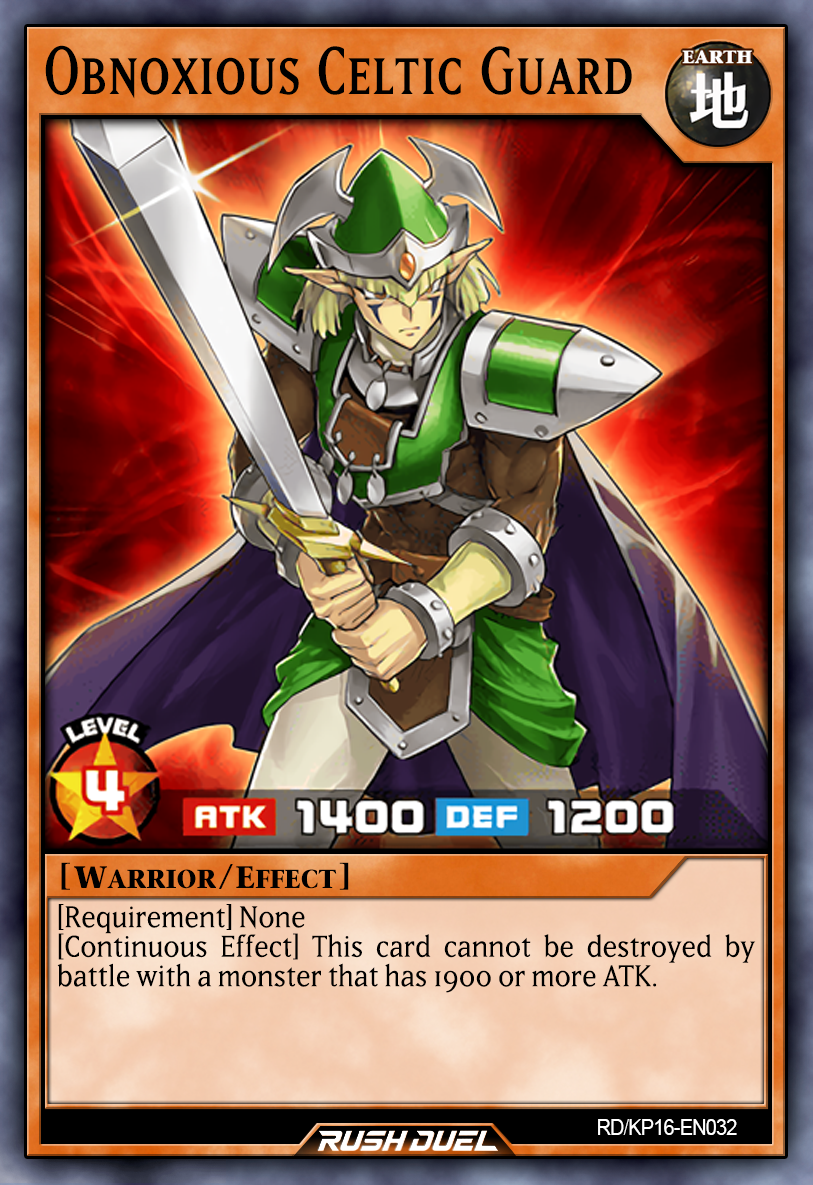 Obnoxious Celtic Guard
EARTH
地
LEVEL
4
ATK 1400 DEF 1200
[Warrior/Effect]
[Requirement] None
[Continuous Effect] This card cannot be destroyed by
battle with a monster that has 1900 or more ATK.
RD/KP16-EN032
RUSH DUEL